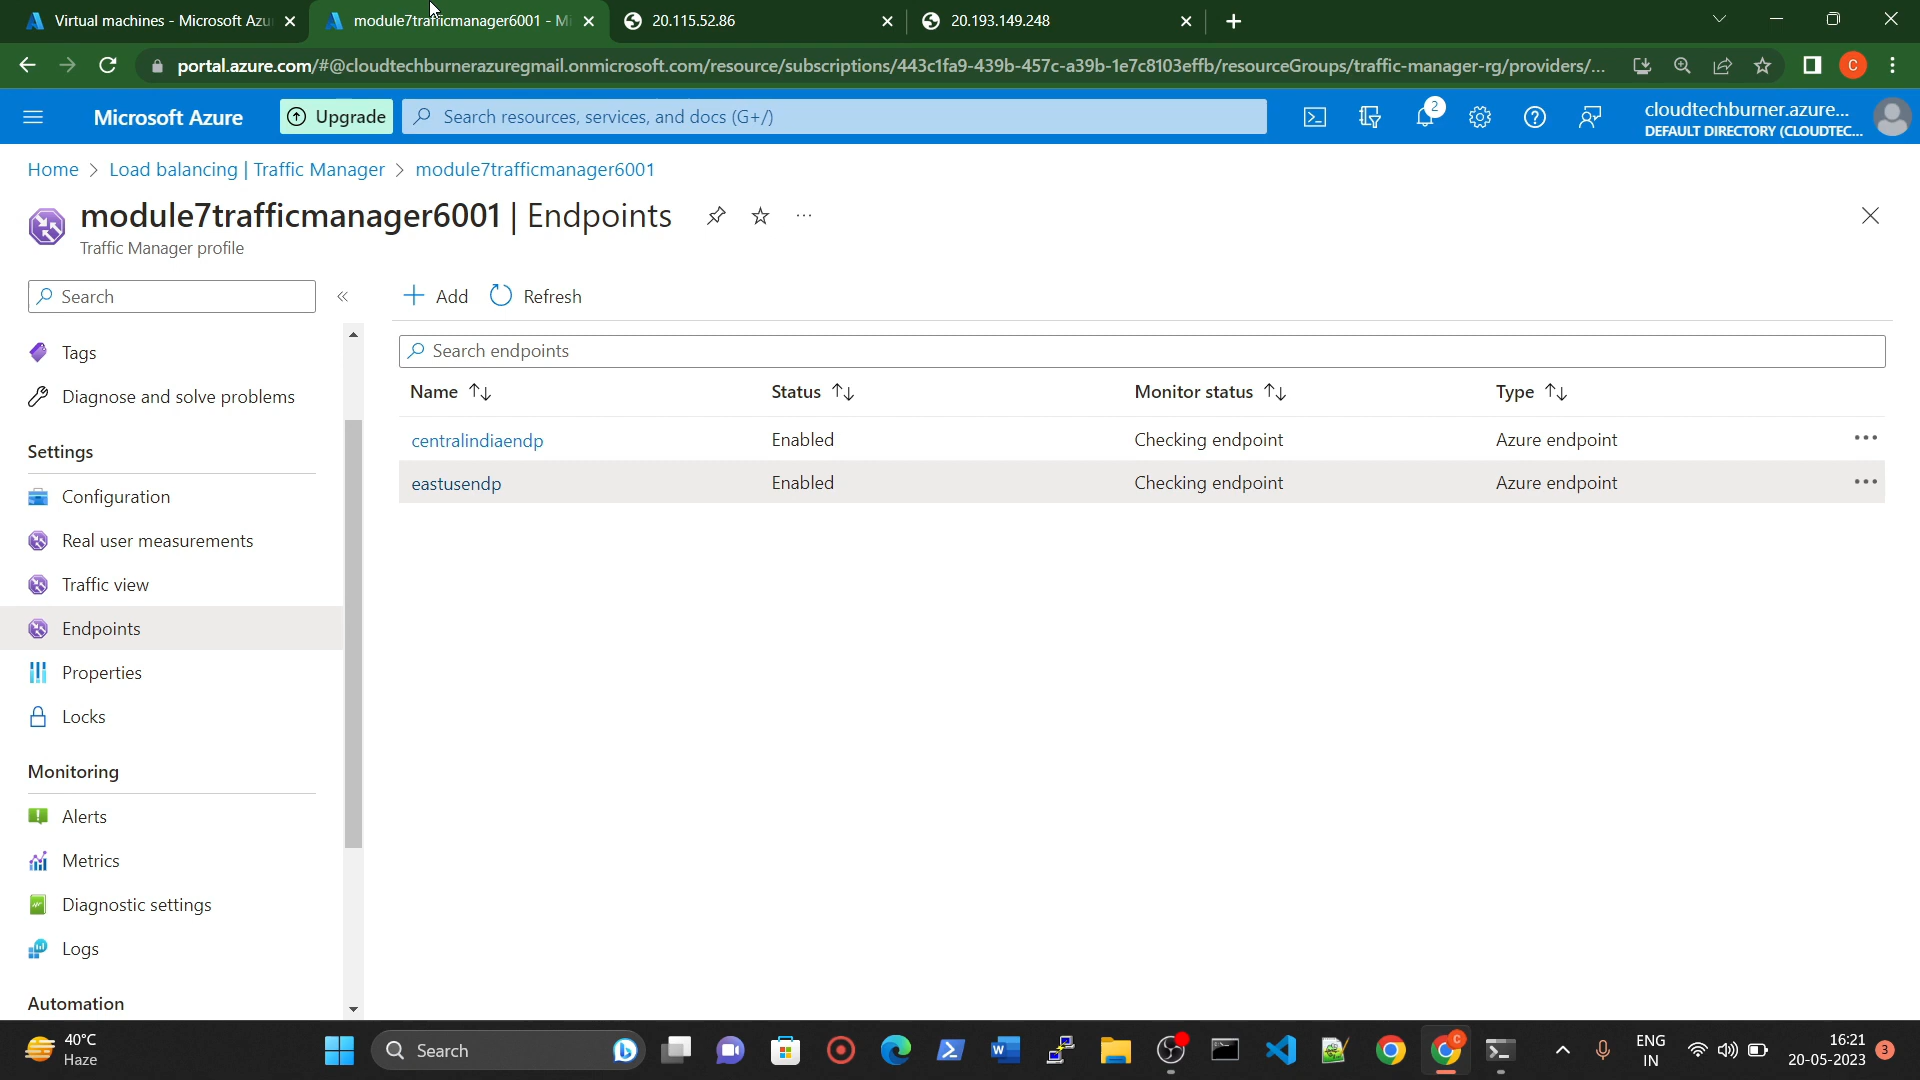 Virtual machines - Microsoft Azu
module7trafficmanager6001 - Mi
20.115.52.86
20.193.149.248
portal.azure.com/#@cloudtechburnerazuregmail.onmicrosoft.com/resource/subscriptions/443c1fa9-439b-457c-a39b-1e7c8103effb/resourceGroups/traffic-manager-rg/providers/...
C
Microsoft Azure
Upgrade
Search resources, services, and docs (G+/)
2
cloudtechburner.azure...
DEFAULT DIRECTORY (CLOUDTEC...
Home > Load balancing | Traffic Manager > module7trafficmanager6001
module7trafficmanager6001 | Endpoints
Traffic Manager profile
Search
Tags
Diagnose and solve problems
Settings
Configuration
Real user measurements
Traffic view
Endpoints
Properties
Locks
Monitoring
Alerts
Metrics
Diagnostic settings
Logs
Automation
Add Refresh
Search endpoints
Name Status Monitor status Type
centralindiaendp Enabled Checking endpoint Azure endpoint
eastusendp Enabled Checking endpoint Azure endpoint
40°C
Haze
Search
C
ENG
IN
16:21
20-05-2023
3